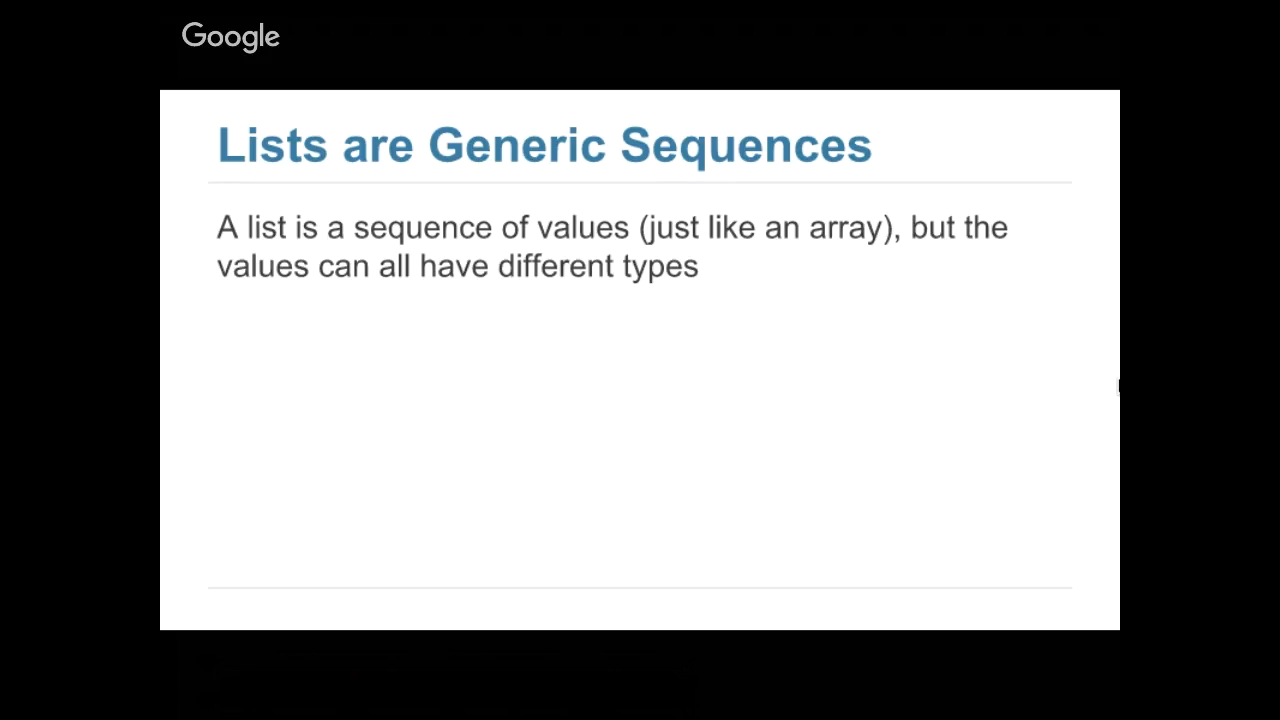 Google
Lists are Generic Sequences
A list is a sequence of values (just like an array), but the
values can all have different types